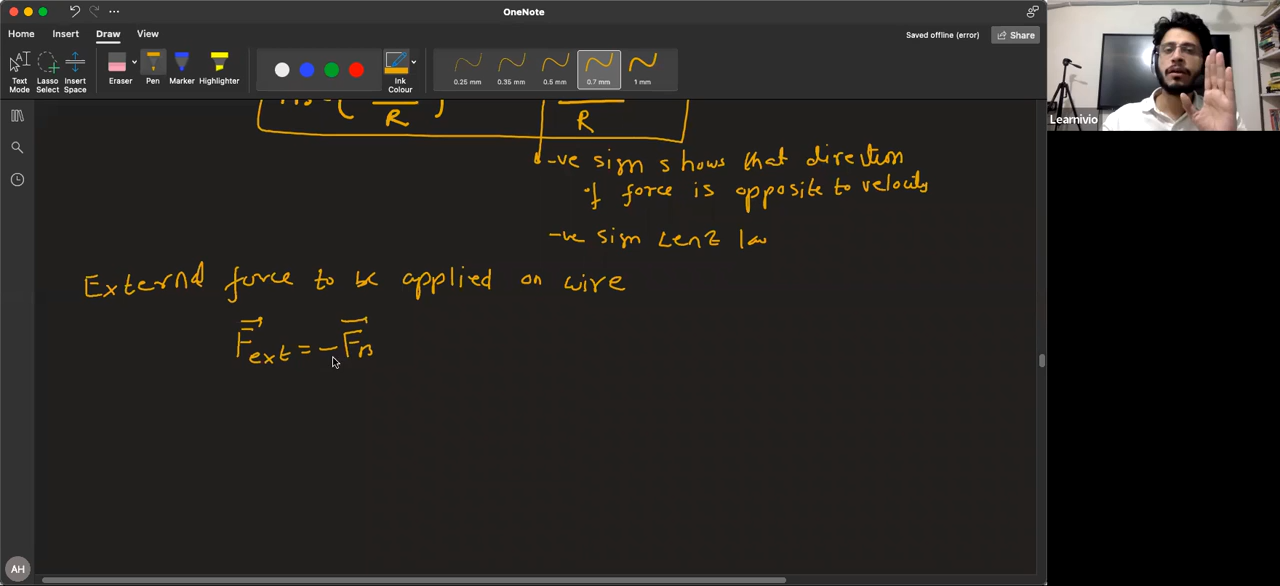 OneNote
Home Insert Draw View
Saved offline (error)
Share
Text Mode
Lasso Select
Insert Space
Eraser
Pen
Marker
Highlighter
Ink Colour
0.25 mm
0.35 mm
0.5 mm
0.7 mm
1 mm
Learnivio
R
R
-ve sign shows that direction
of force is opposite to velocity
-ve sign Lenz law
External force to be applied on wire
F⃗ext = -F⃗B
AH